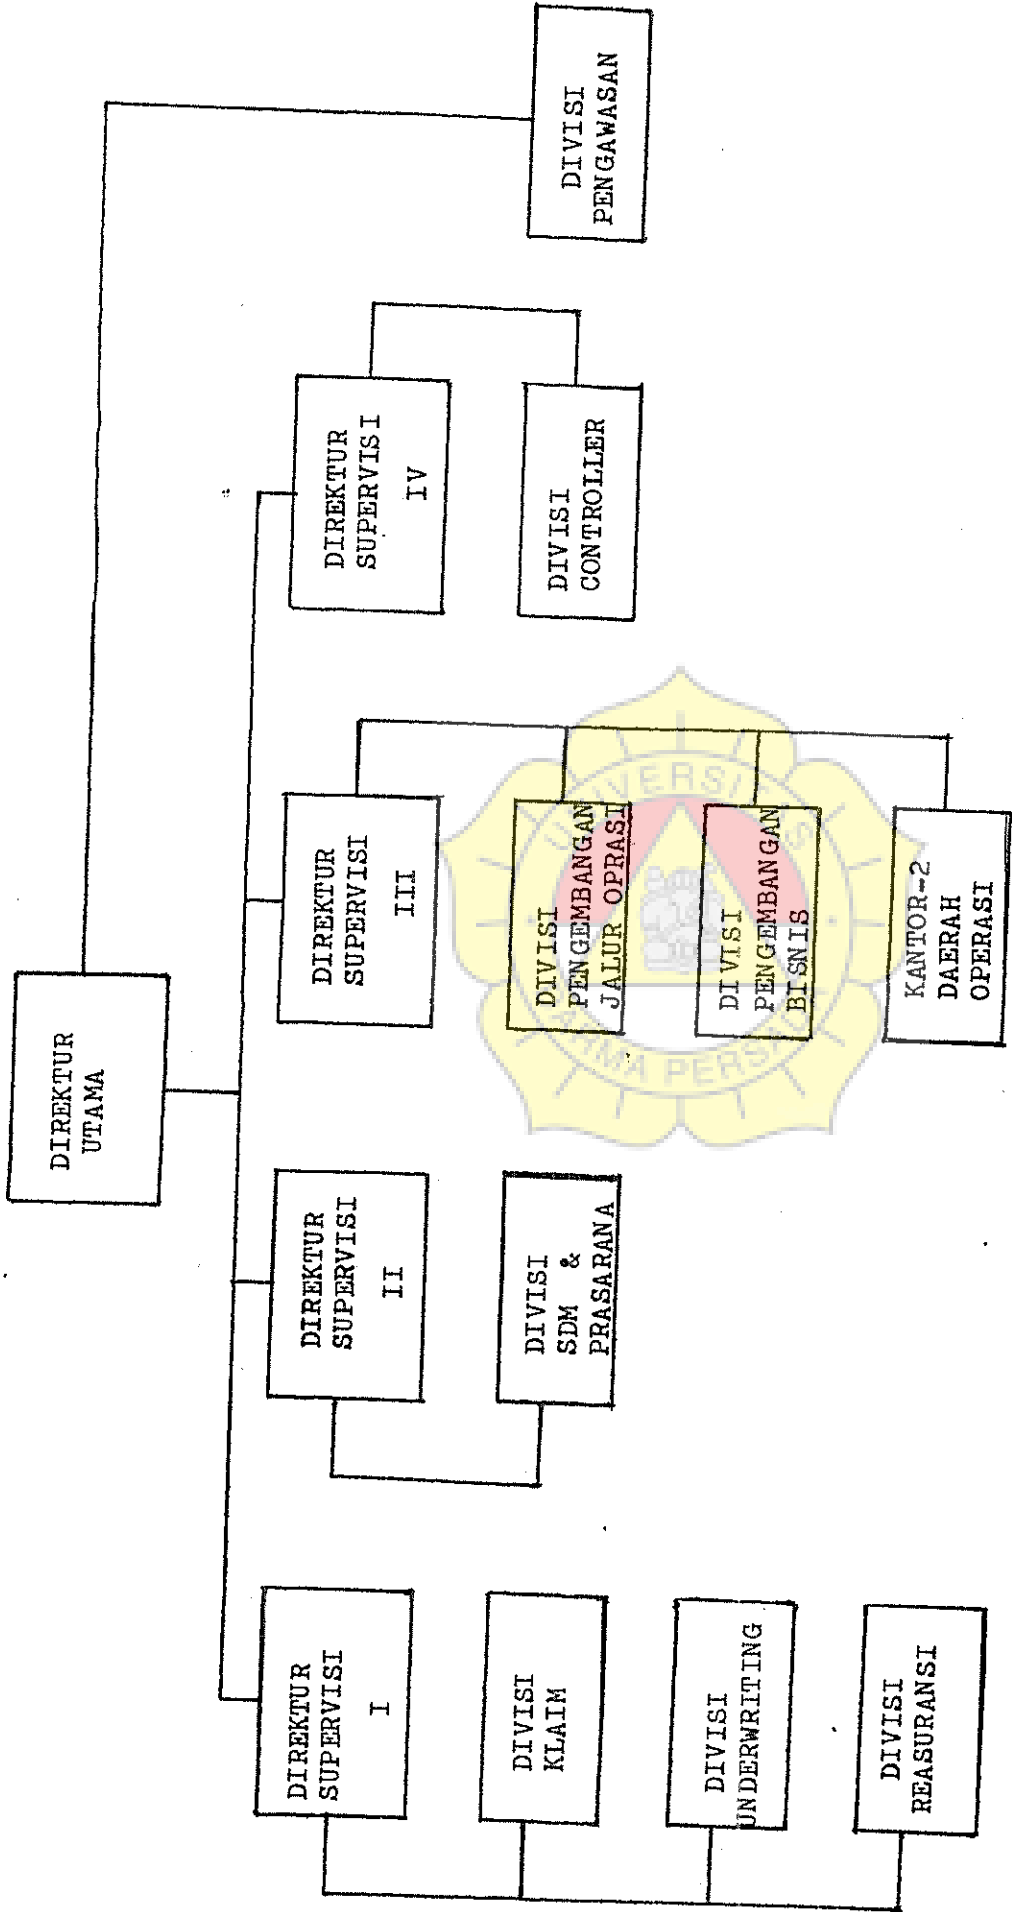 DIREKTUR
UTAMA
DIREKTUR
SUPERVISI
I
DIREKTUR
SUPERVISI
II
DIREKTUR
SUPERVISI
III
DIREKTUR
SUPERVISI
IV
DIVISI
KLAIM
DIVISI
SDM &
PRASARANA
DIVISI
PENGEMBANGAN
JALUR OPRASI
DIVISI
CONTROLLER
DIVISI
PENGAWASAN
DIVISI
UNDERWRITING
DIVISI
PENGEMBANGAN
BISNIS
DIVISI
REASURANSI
KANTOR-2
DAERAH
OPERASI